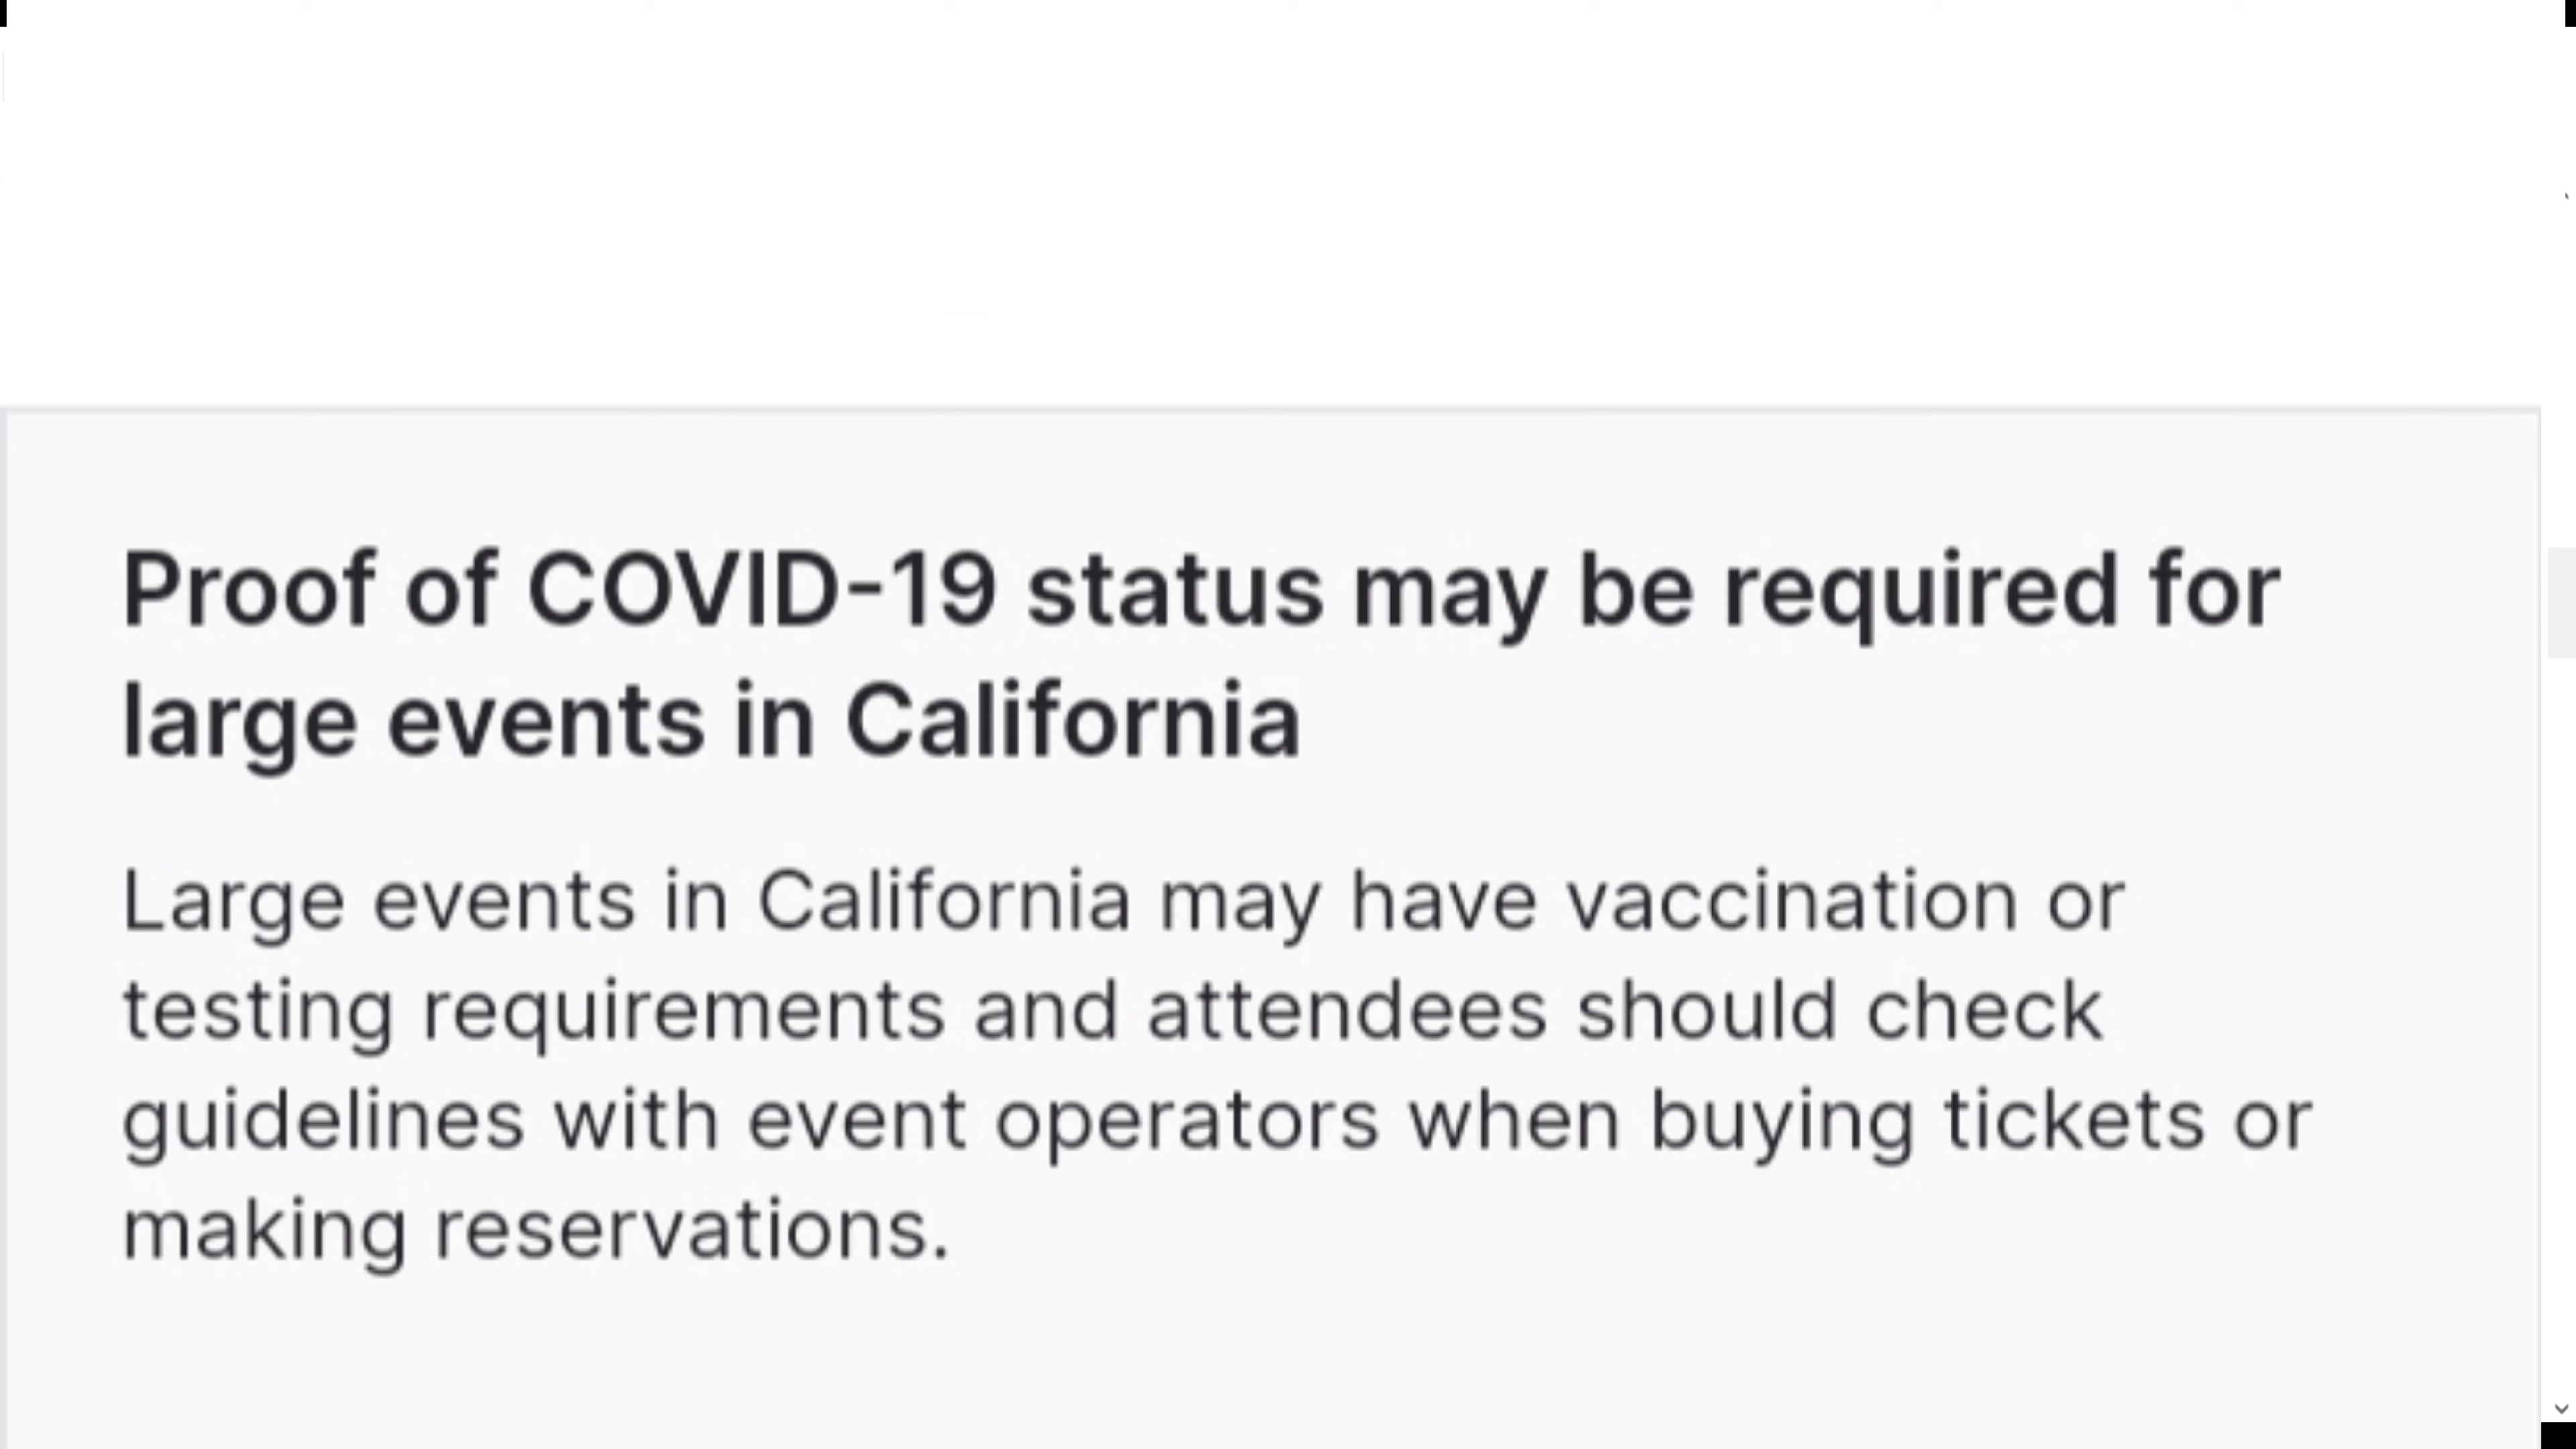 Proof of COVID-19 status may be required for
large events in California
Large events in California may have vaccination or
testing requirements and attendees should check
guidelines with event operators when buying tickets or
making reservations.